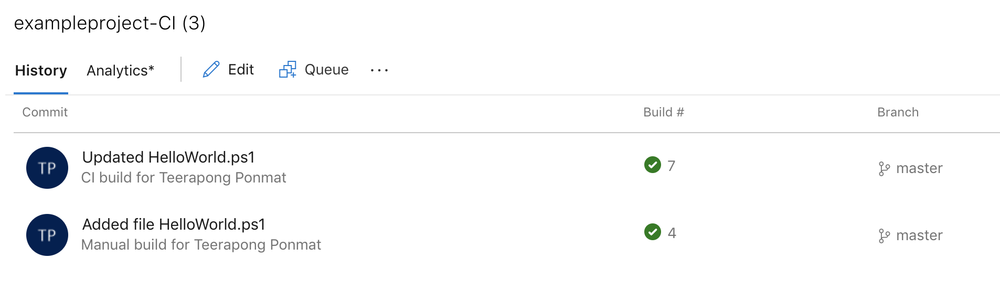 exampleproject-CI (3)
History Analytics* Edit Queue ...
Commit Build # Branch
TP Updated HelloWorld.ps1 7 master
CI build for Teerapong Ponmat
TP Added file HelloWorld.ps1 4 master
Manual build for Teerapong Ponmat